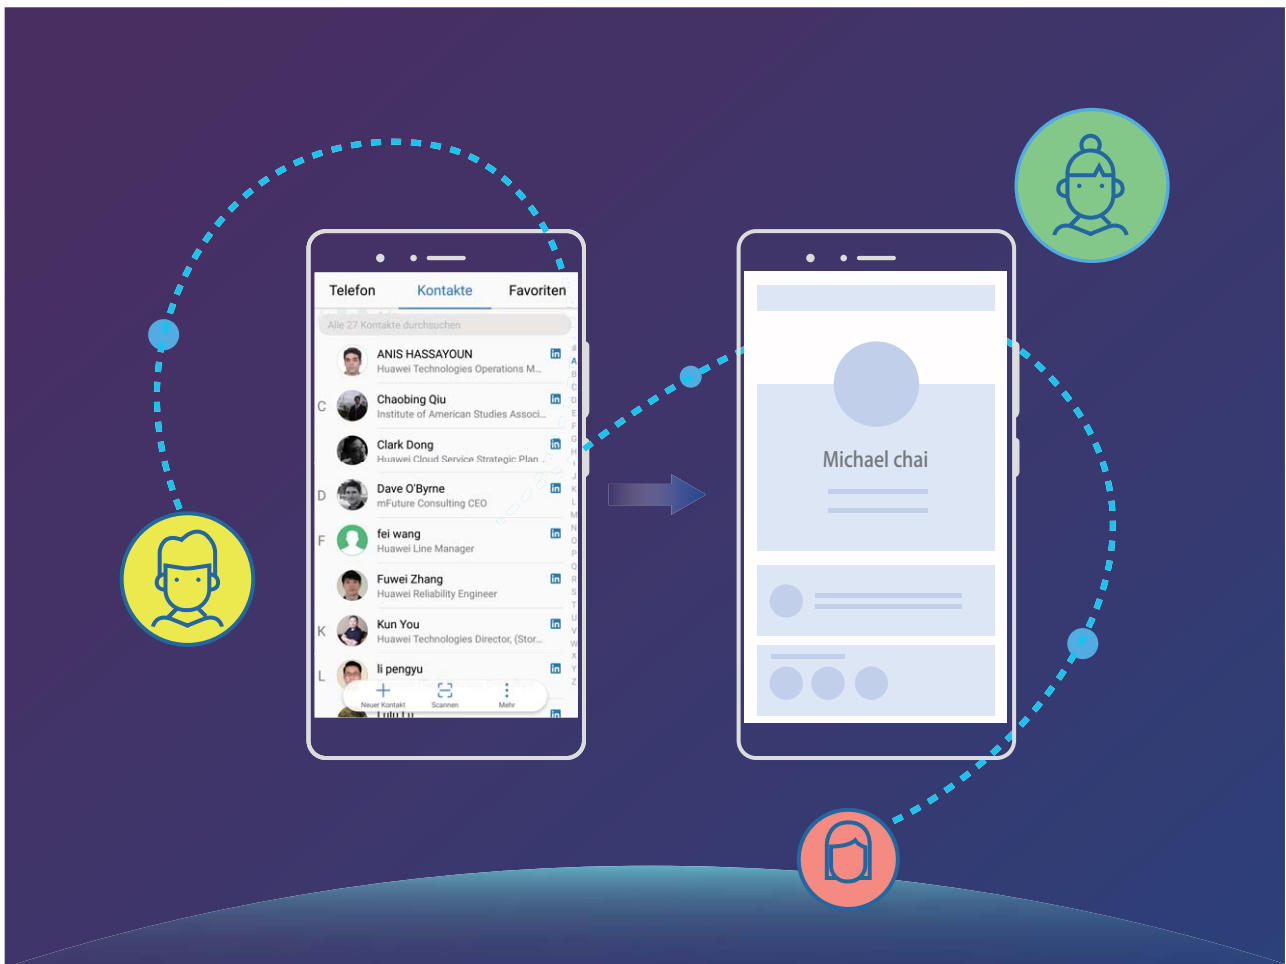 Telefon Kontakte Favoriten
Alle 27 Kontakte durchsuchen
ANIS HASSAYOUN
Huawei Technologies Operations M...
C
Chaobing Qiu
Institute of American Studies Associ...
Clark Dong
Huawei Cloud Service Strategic Plan...
D
Dave O'Byrne
mFuture Consulting CEO
F
fei wang
Huawei Line Manager
Fuwei Zhang
Huawei Reliability Engineer
K
Kun You
Huawei Technologies Director, (Stor...
L
li pengyu
Neuer Kontakt Scannen Mehr
in
#
A
B
C
D
E
F
G
H
I
J
K
L
M
N
O
P
Q
R
S
T
U
V
W
X
Y
Z
Michael chai